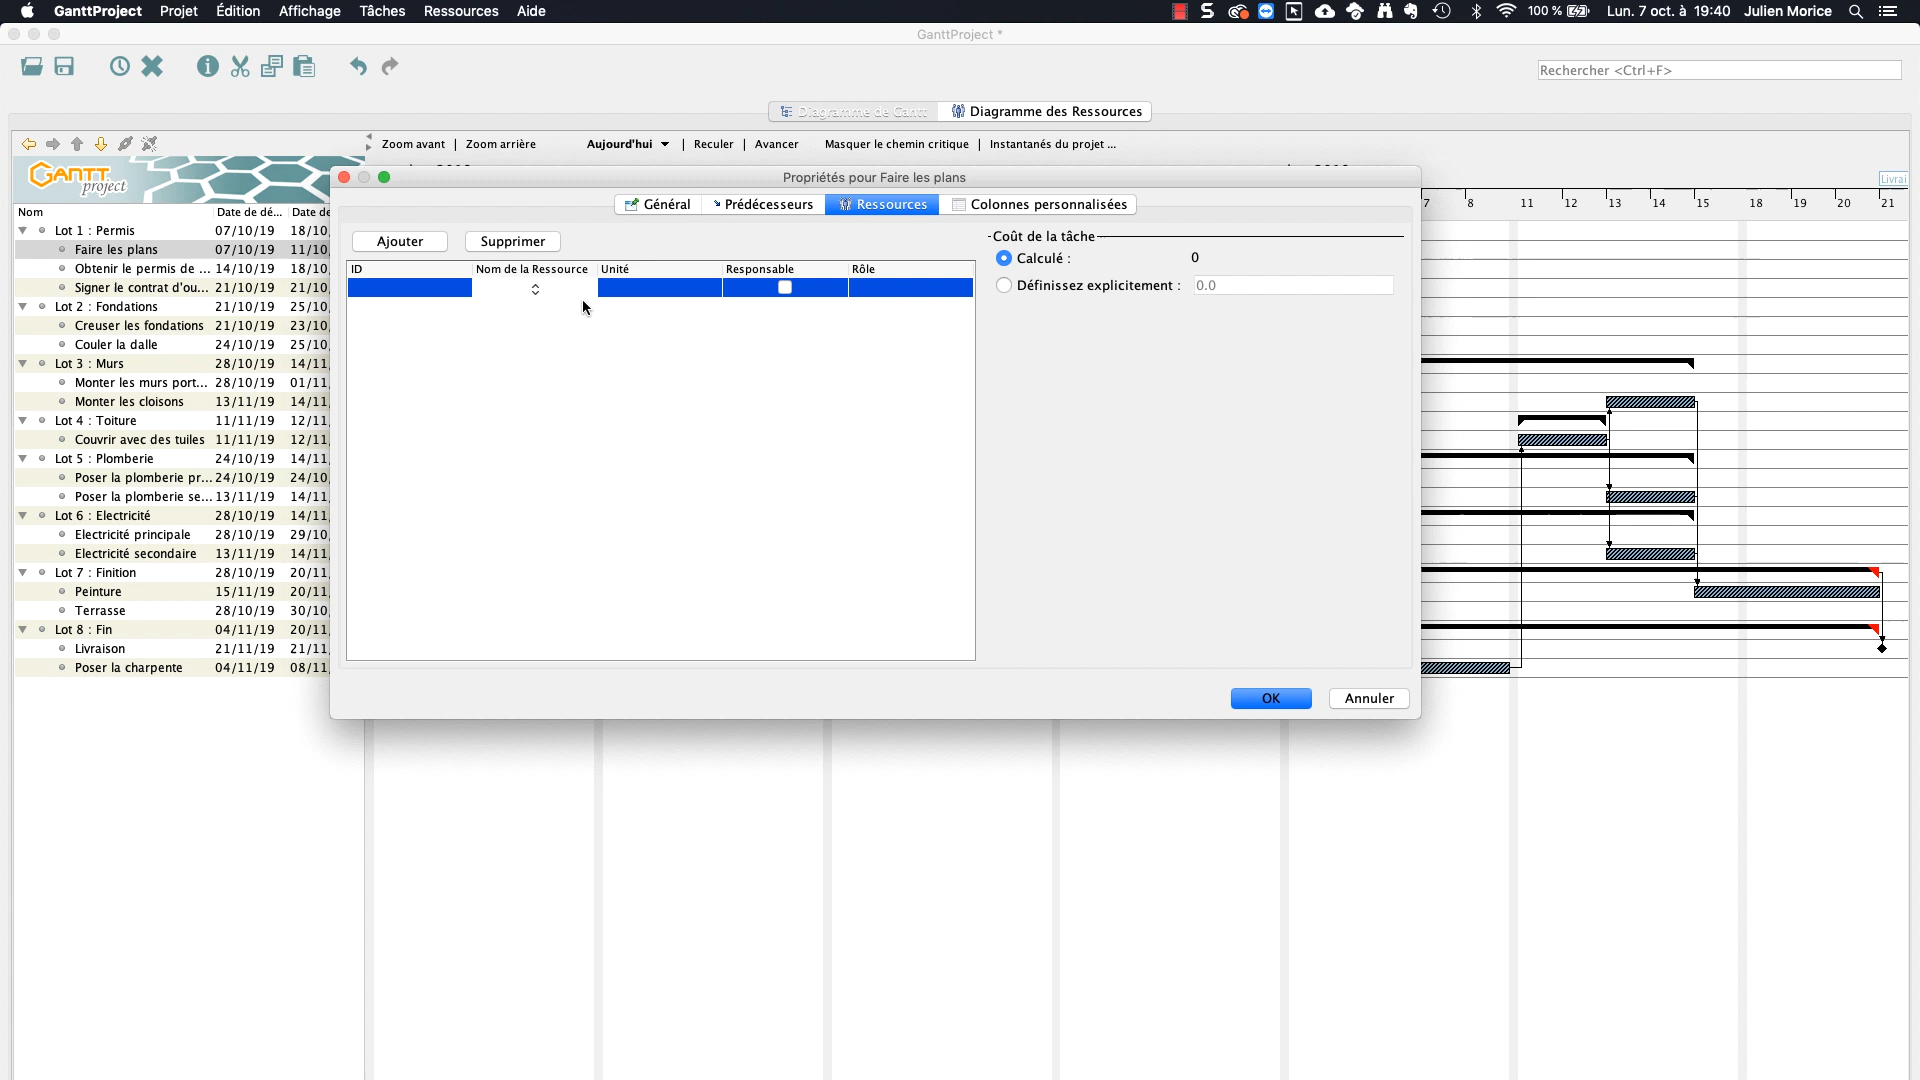 GanttProject Projet Édition Affichage Tâches Ressources Aide 100 % Lun. 7 oct. à 19:40 Julien Morice
GanttProject *
Rechercher <Ctrl+F>
Diagramme de Gantt Diagramme des Ressources
Zoom avant Zoom arrière Aujourd'hui Reculer Avancer Masquer le chemin critique Instantanés du projet ...
GANTT project
Propriétés pour Faire les plans
Livrai
Général Prédécesseurs Ressources Colonnes personnalisées
7 8 11 12 13 14 15 18 19 20 21
Nom Date de dé... Date de
Ajouter Supprimer
Coût de la tâche
Calculé : 0
Définissez explicitement : 0.0
ID Nom de la Ressource Unité Responsable Rôle
Lot 1 : Permis 07/10/19 18/10
Faire les plans 07/10/19 11/10
Obtenir le permis de ... 14/10/19 18/10
Signer le contrat d'ou... 21/10/19 21/10
Lot 2 : Fondations 21/10/19 25/10
Creuser les fondations 21/10/19 23/10
Couler la dalle 24/10/19 25/10
Lot 3 : Murs 28/10/19 14/11
Monter les murs port... 28/10/19 01/11
Monter les cloisons 13/11/19 14/11
Lot 4 : Toiture 11/11/19 12/11
Couvrir avec des tuiles 11/11/19 12/11
Lot 5 : Plomberie 24/10/19 14/11
Poser la plomberie pr... 24/10/19 24/10
Poser la plomberie se... 13/11/19 14/11
Lot 6 : Electricité 28/10/19 14/11
Electricité principale 28/10/19 29/10
Electricité secondaire 13/11/19 14/11
Lot 7 : Finition 28/10/19 20/11
Peinture 15/11/19 20/11
Terrasse 28/10/19 30/10
Lot 8 : Fin 04/11/19 20/11
Livraison 21/11/19 21/11
Poser la charpente 04/11/19 08/11
OK Annuler